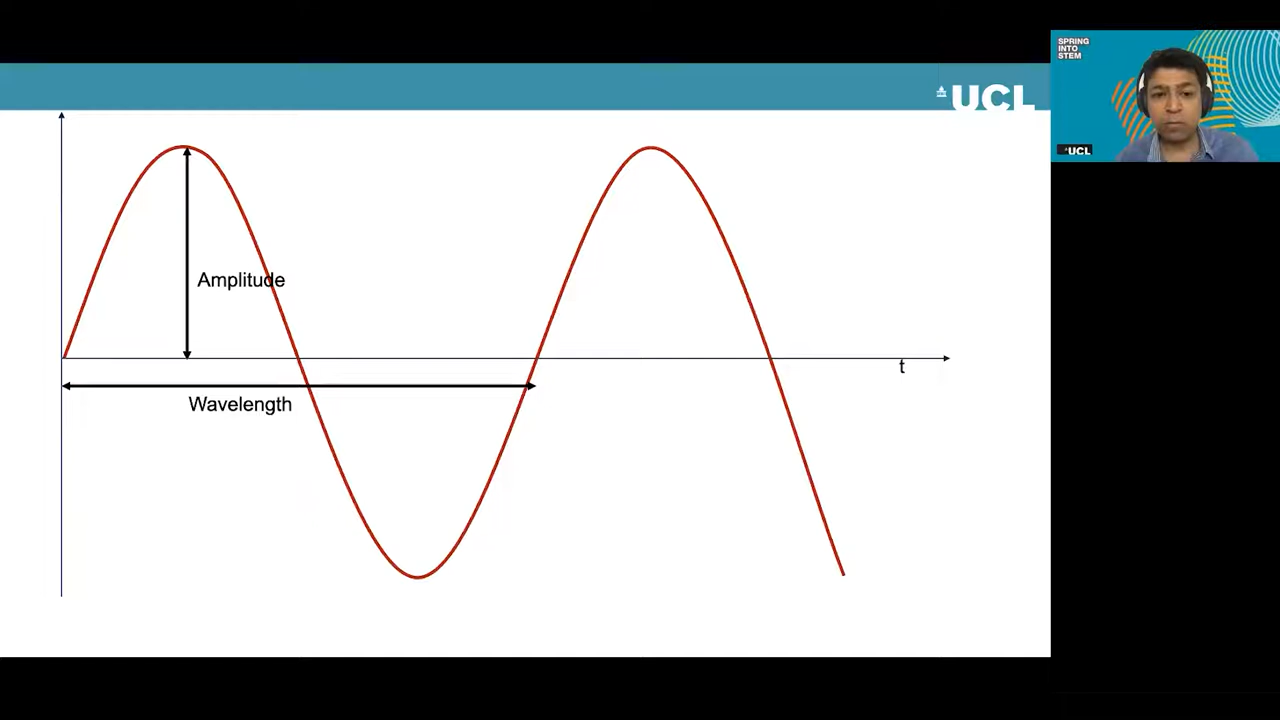 UCL
Amplitude
t
Wavelength
SPRING
INTO
STEM
UCL